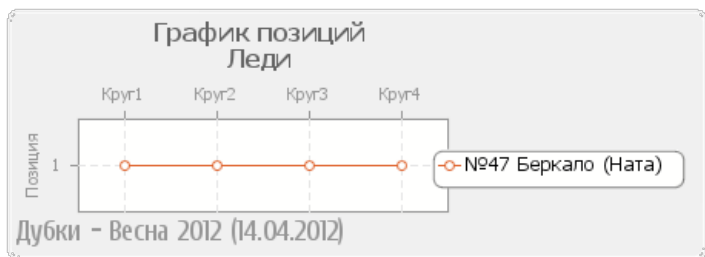 График позиций
Леди
Круг1 Круг2 Круг3 Круг4
Позиция
1
№47 Беркало (Ната)
Дубки - Весна 2012 (14.04.2012)